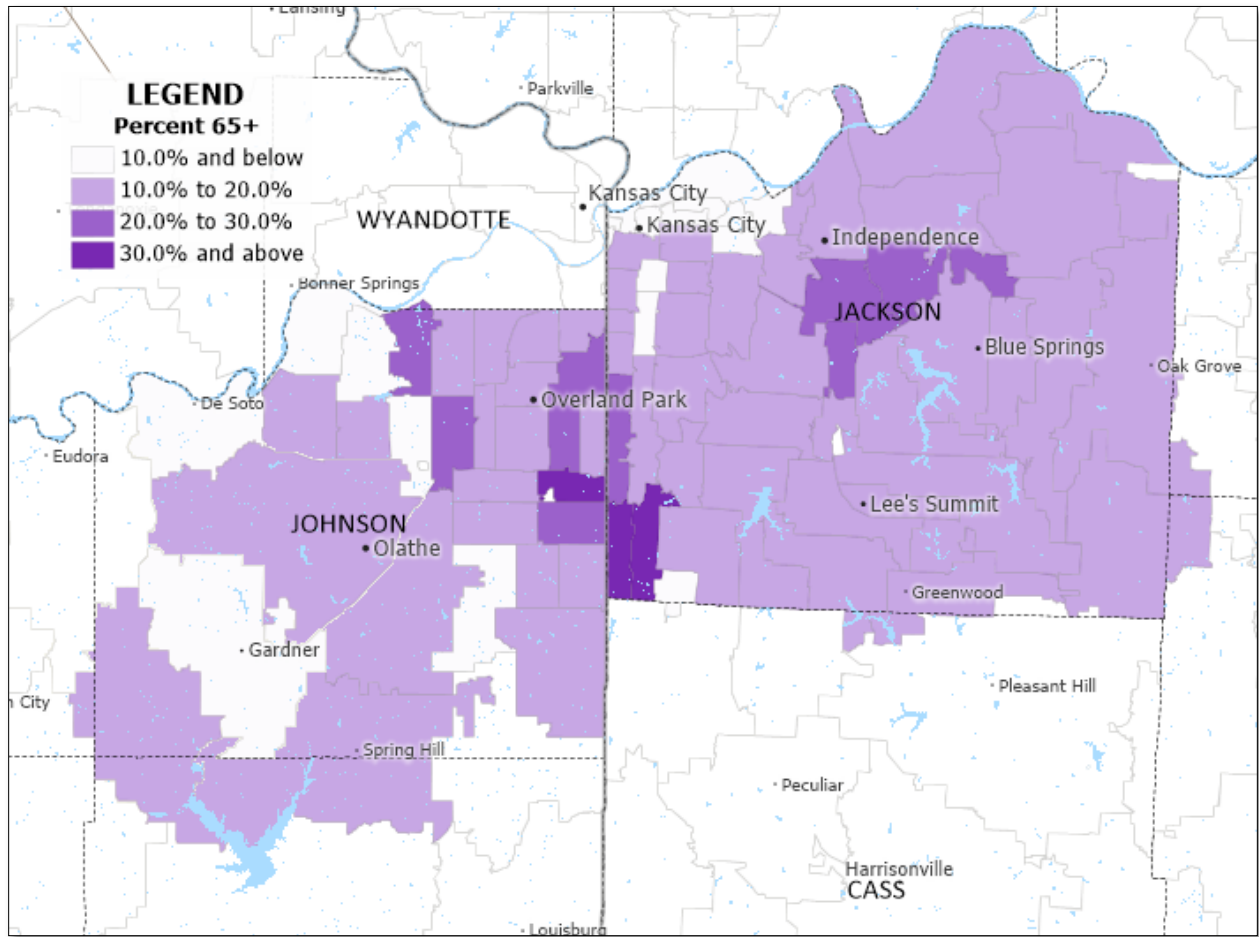 Lansing
LEGEND
Percent 65+
10.0% and below
10.0% to 20.0%
20.0% to 30.0%
30.0% and above
Parkville
Kansas City
WYANDOTTE
Kansas City
Independence
Bonner Springs
JACKSON
Blue Springs
Oak Grove
Overland Park
De Soto
Eudora
Lee's Summit
JOHNSON
Olathe
Greenwood
Gardner
Pleasant Hill
n City
Spring Hill
Peculiar
Harrisonville
CASS
Louisburg